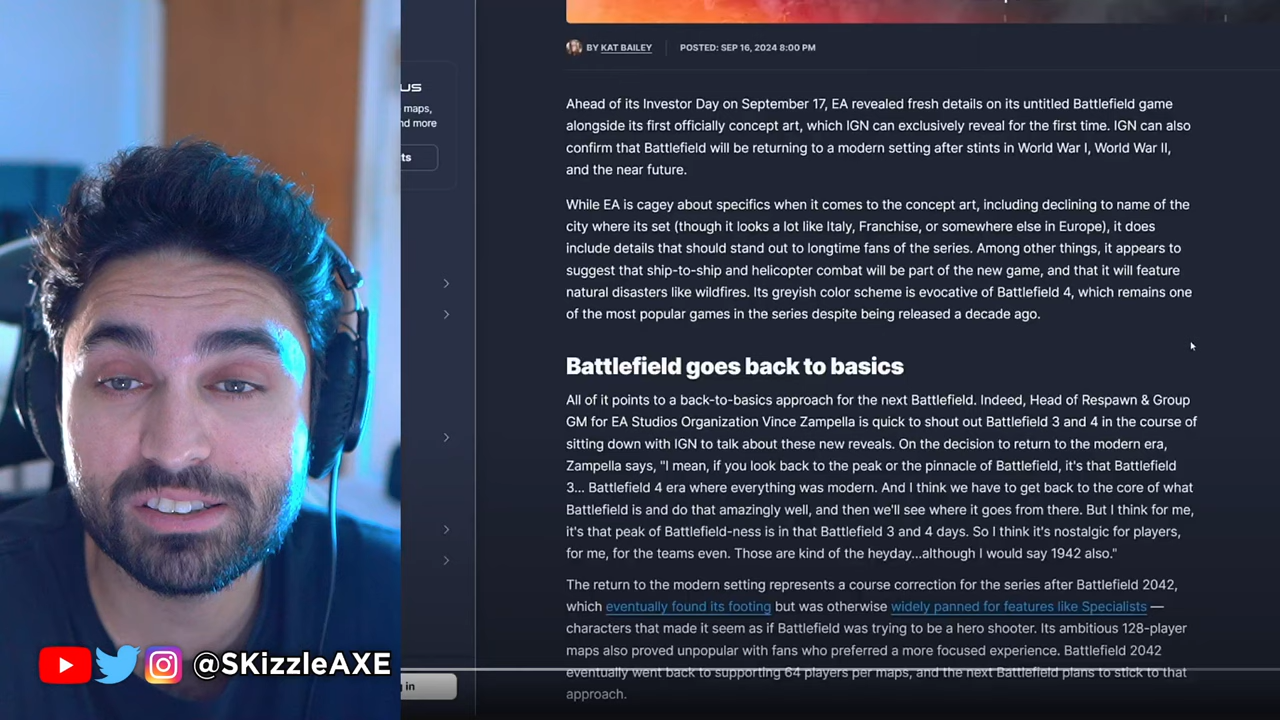 US
maps,
nd more
ts
BY KAT BAILEY
POSTED: SEP 16, 2024 8:00 PM
Ahead of its Investor Day on September 17, EA revealed fresh details on its untitled Battlefield game
alongside its first officially concept art, which IGN can exclusively reveal for the first time. IGN can also
confirm that Battlefield will be returning to a modern setting after stints in World War I, World War II,
and the near future.
While EA is cagey about specifics when it comes to the concept art, including declining to name of the
city where its set (though it looks a lot like Italy, Franchise, or somewhere else in Europe), it does
include details that should stand out to longtime fans of the series. Among other things, it appears to
suggest that ship-to-ship and helicopter combat will be part of the new game, and that it will feature
natural disasters like wildfires. Its greyish color scheme is evocative of Battlefield 4, which remains one
of the most popular games in the series despite being released a decade ago.
Battlefield goes back to basics
All of it points to a back-to-basics approach for the next Battlefield. Indeed, Head of Respawn & Group
GM for EA Studios Organization Vince Zampella is quick to shout out Battlefield 3 and 4 in the course of
sitting down with IGN to talk about these new reveals. On the decision to return to the modern era,
Zampella says, "I mean, if you look back to the peak or the pinnacle of Battlefield, it's that Battlefield
3... Battlefield 4 era where everything was modern. And I think we have to get back to the core of what
Battlefield is and do that amazingly well, and then we'll see where it goes from there. But I think for me,
it's that peak of Battlefield-ness is in that Battlefield 3 and 4 days. So I think it's nostalgic for players,
for me, for the teams even. Those are kind of the heyday...although I would say 1942 also."
The return to the modern setting represents a course correction for the series after Battlefield 2042,
which eventually found its footing but was otherwise widely panned for features like Specialists —
characters that made it seem as if Battlefield was trying to be a hero shooter. Its ambitious 128-player
maps also proved unpopular with fans who preferred a more focused experience. Battlefield 2042
eventually went back to supporting 64 players per maps, and the next Battlefield plans to stick to that
approach.
@SKizzleAXE
in